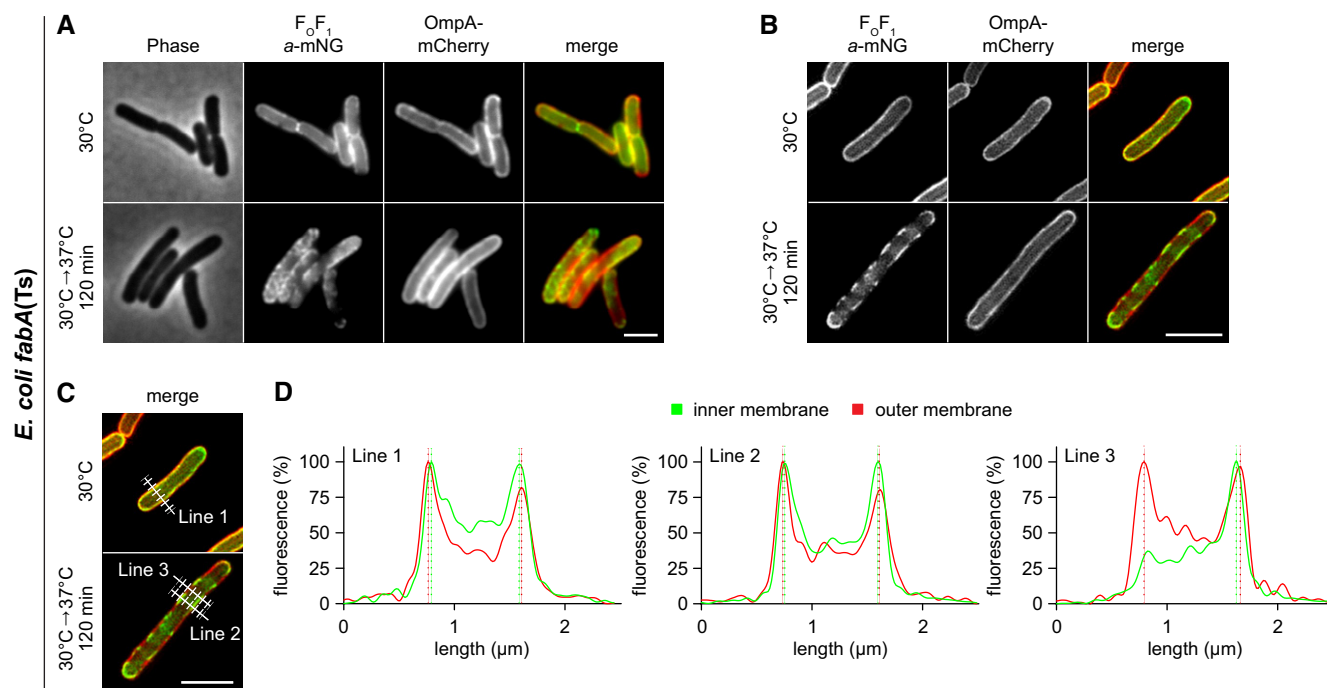 A
F₀F₁
a-mNG
OmpA-
mCherry
Phase
merge
30°C
30°C→37°C
120 min
B
F₀F₁
a-mNG
OmpA-
mCherry
merge
30°C
30°C→37°C
120 min
E. coli fabA(Ts)
C
merge
30°C
Line 1
30°C→37°C
120 min
Line 3
Line 2
D
inner membrane
outer membrane
Line 1
fluorescence (%)
100
75
50
25
0
0
1
2
length (µm)
Line 2
fluorescence (%)
100
75
50
25
0
0
1
2
length (µm)
Line 3
fluorescence (%)
100
75
50
25
0
0
1
2
length (µm)